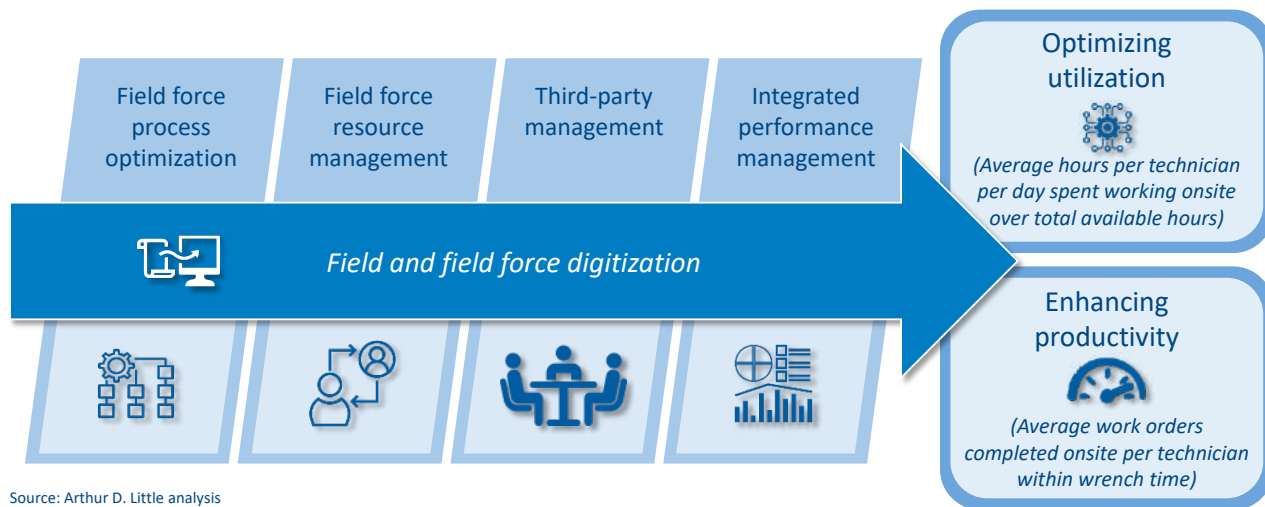 Field force
process
optimization
Field force
resource
management
Third-party
management
Integrated
performance
management
Field and field force digitization
Optimizing
utilization
(Average hours per technician
per day spent working onsite
over total available hours)
Enhancing
productivity
(Average work orders
completed onsite per technician
within wrench time)
Source: Arthur D. Little analysis